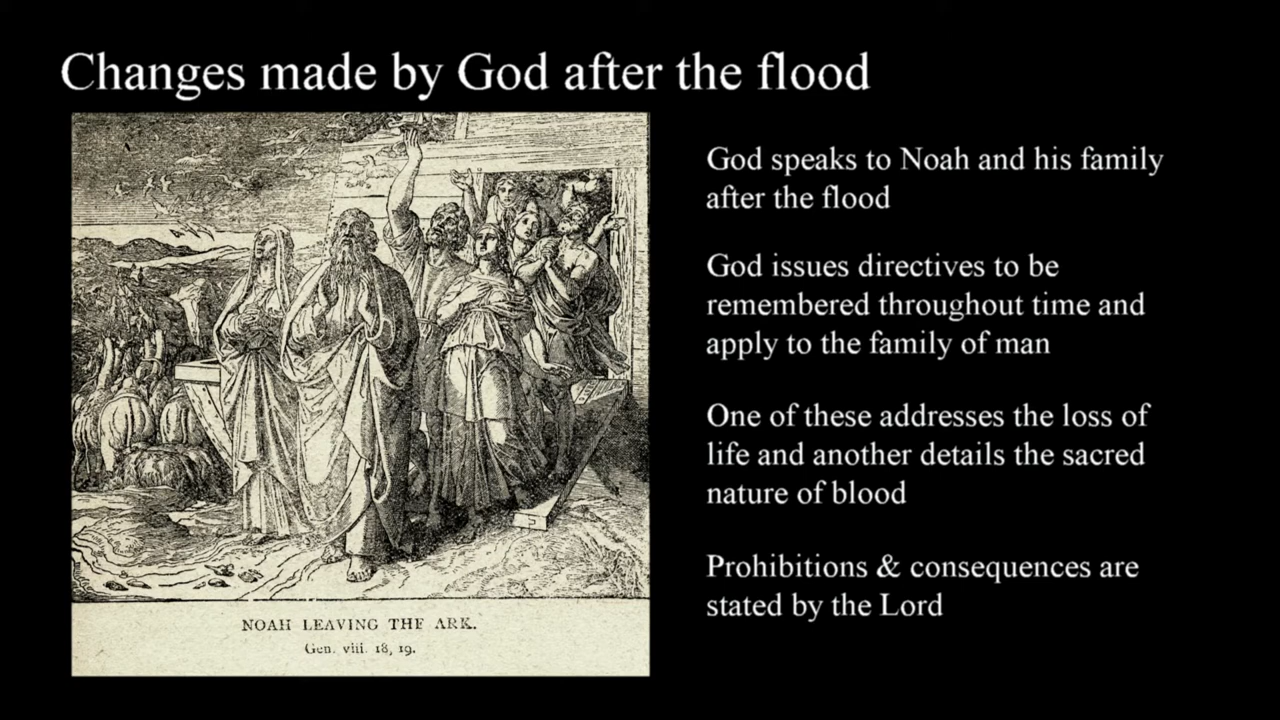 Changes made by God after the flood
God speaks to Noah and his family
after the flood
God issues directives to be
remembered throughout time and
apply to the family of man
One of these addresses the loss of
life and another details the sacred
nature of blood
Prohibitions & consequences are
stated by the Lord
NOAH LEAVING THE ARK.
Gen. viii. 18, 19.